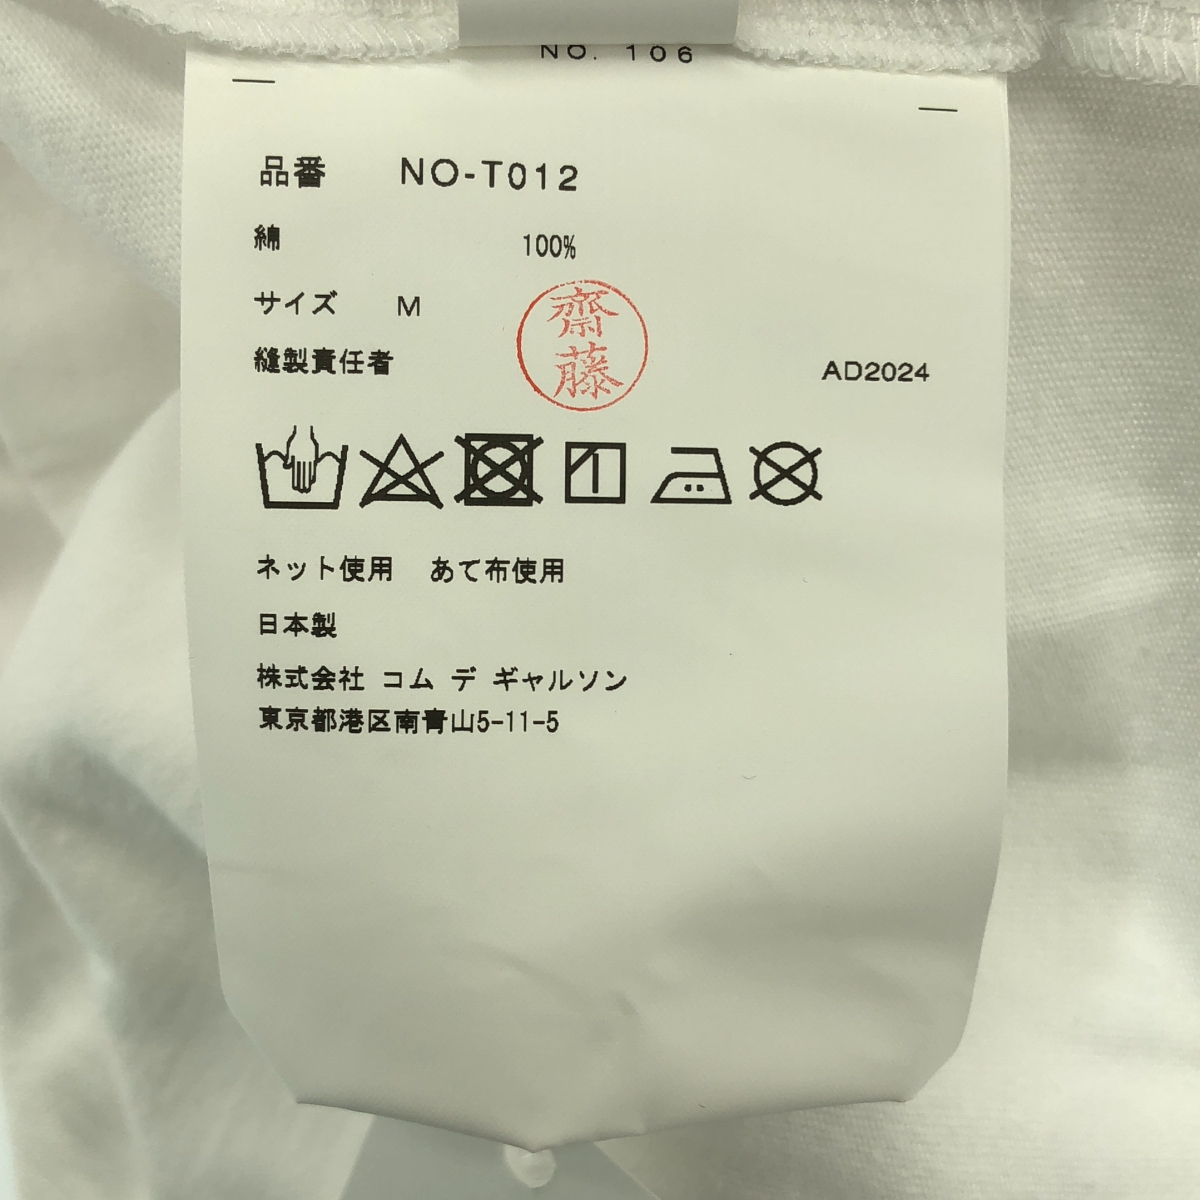 NO. 106
品番 NO-T012
綿 100%
サイズ M
縫製責任者 齋藤 AD2024
ネット使用 あて布使用
日本製
株式会社 コム デ ギャルソン
東京都港区南青山5-11-5